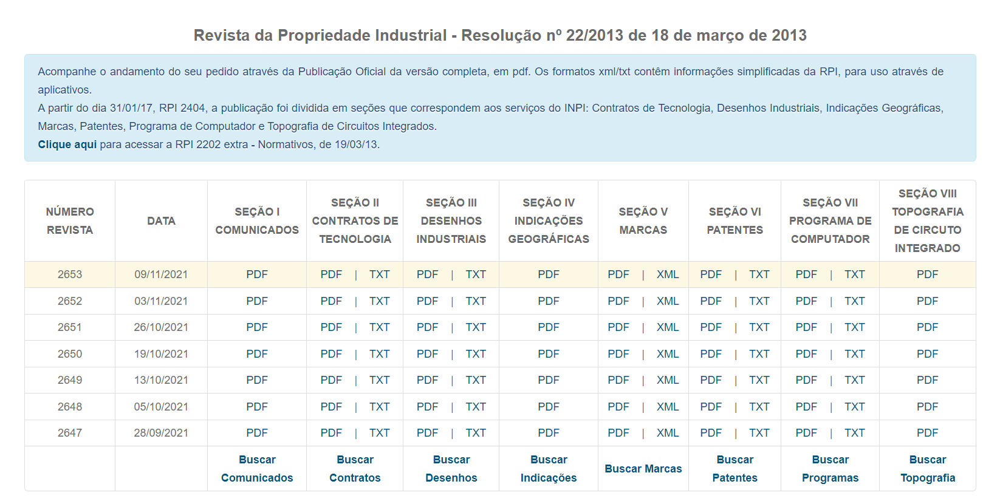 Revista da Propriedade Industrial - Resolução nº 22/2013 de 18 de março de 2013
Acompanhe o andamento do seu pedido através da Publicação Oficial da versão completa, em pdf. Os formatos xml/txt contêm informações simplificadas da RPI, para uso através de
aplicativos.
A partir do dia 31/01/17, RPI 2404, a publicação foi dividida em seções que correspondem aos serviços do INPI: Contratos de Tecnologia, Desenhos Industriais, Indicações Geográficas,
Marcas, Patentes, Programa de Computador e Topografia de Circuitos Integrados.
Clique aqui para acessar a RPI 2202 extra - Normativos, de 19/03/13.
NÚMERO
REVISTA
DATA
SEÇÃO I
COMUNICADOS
SEÇÃO II
CONTRATOS DE
TECNOLOGIA
SEÇÃO III
DESENHOS
INDUSTRIAIS
SEÇÃO IV
INDICAÇÕES
GEOGRÁFICAS
SEÇÃO V
MARCAS
SEÇÃO VI
PATENTES
SEÇÃO VII
PROGRAMA DE
COMPUTADOR
SEÇÃO VIII
TOPOGRAFIA
DE CIRCUTO
INTEGRADO
2653 09/11/2021 PDF PDF | TXT PDF | TXT PDF PDF | XML PDF | TXT PDF | TXT PDF
2652 03/11/2021 PDF PDF | TXT PDF | TXT PDF PDF | XML PDF | TXT PDF | TXT PDF
2651 26/10/2021 PDF PDF | TXT PDF | TXT PDF PDF | XML PDF | TXT PDF | TXT PDF
2650 19/10/2021 PDF PDF | TXT PDF | TXT PDF PDF | XML PDF | TXT PDF | TXT PDF
2649 13/10/2021 PDF PDF | TXT PDF | TXT PDF PDF | XML PDF | TXT PDF | TXT PDF
2648 05/10/2021 PDF PDF | TXT PDF | TXT PDF PDF | XML PDF | TXT PDF | TXT PDF
2647 28/09/2021 PDF PDF | TXT PDF | TXT PDF PDF | XML PDF | TXT PDF | TXT PDF
Buscar
Comunicados
Buscar
Contratos
Buscar
Desenhos
Buscar
Indicações
Buscar Marcas
Buscar
Patentes
Buscar
Programas
Buscar
Topografia